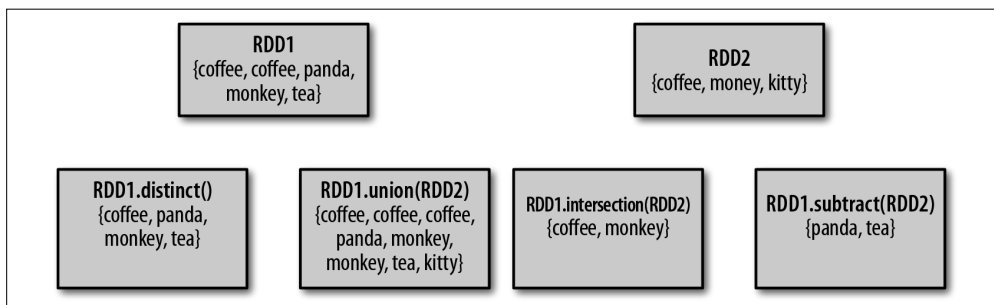 RDD1
{coffee, coffee, panda,
monkey, tea}
RDD2
{coffee, money, kitty}
RDD1.distinct()
{coffee, panda,
monkey, tea}
RDD1.union(RDD2)
{coffee, coffee, coffee,
panda, monkey,
monkey, tea, kitty}
RDD1.intersection(RDD2)
{coffee, monkey}
RDD1.subtract(RDD2)
{panda, tea}